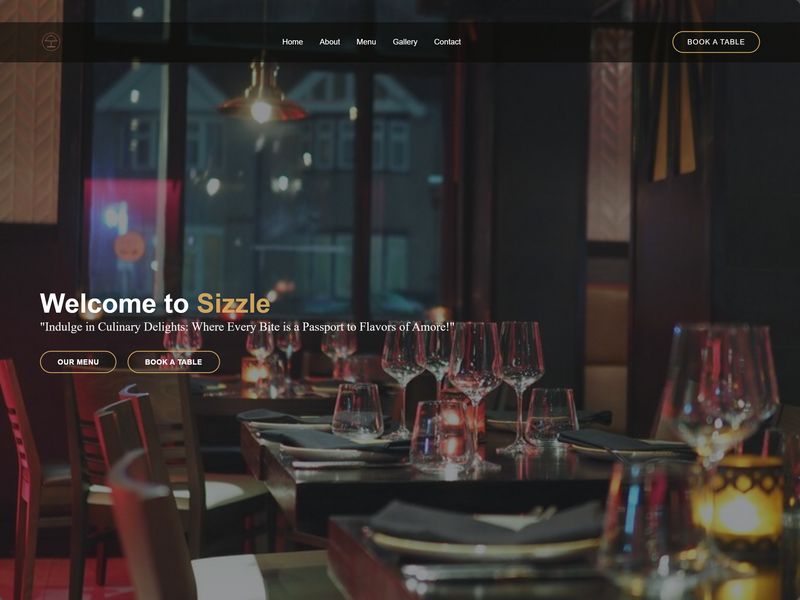 Home About Menu Gallery Contact
BOOK A TABLE
Welcome to Sizzle
"Indulge in Culinary Delights: Where Every Bite is a Passport to Flavors of Amore!"
OUR MENU BOOK A TABLE